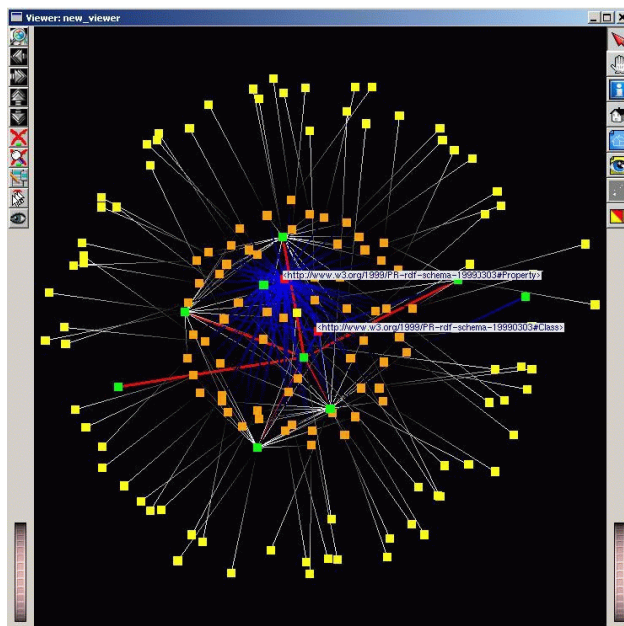 Viewer: new_viewer
<http://www.w3.org/1999/PR-rdf-schema-19990303#Property>
<http://www.w3.org/1999/PR-rdf-schema-19990303#Class>